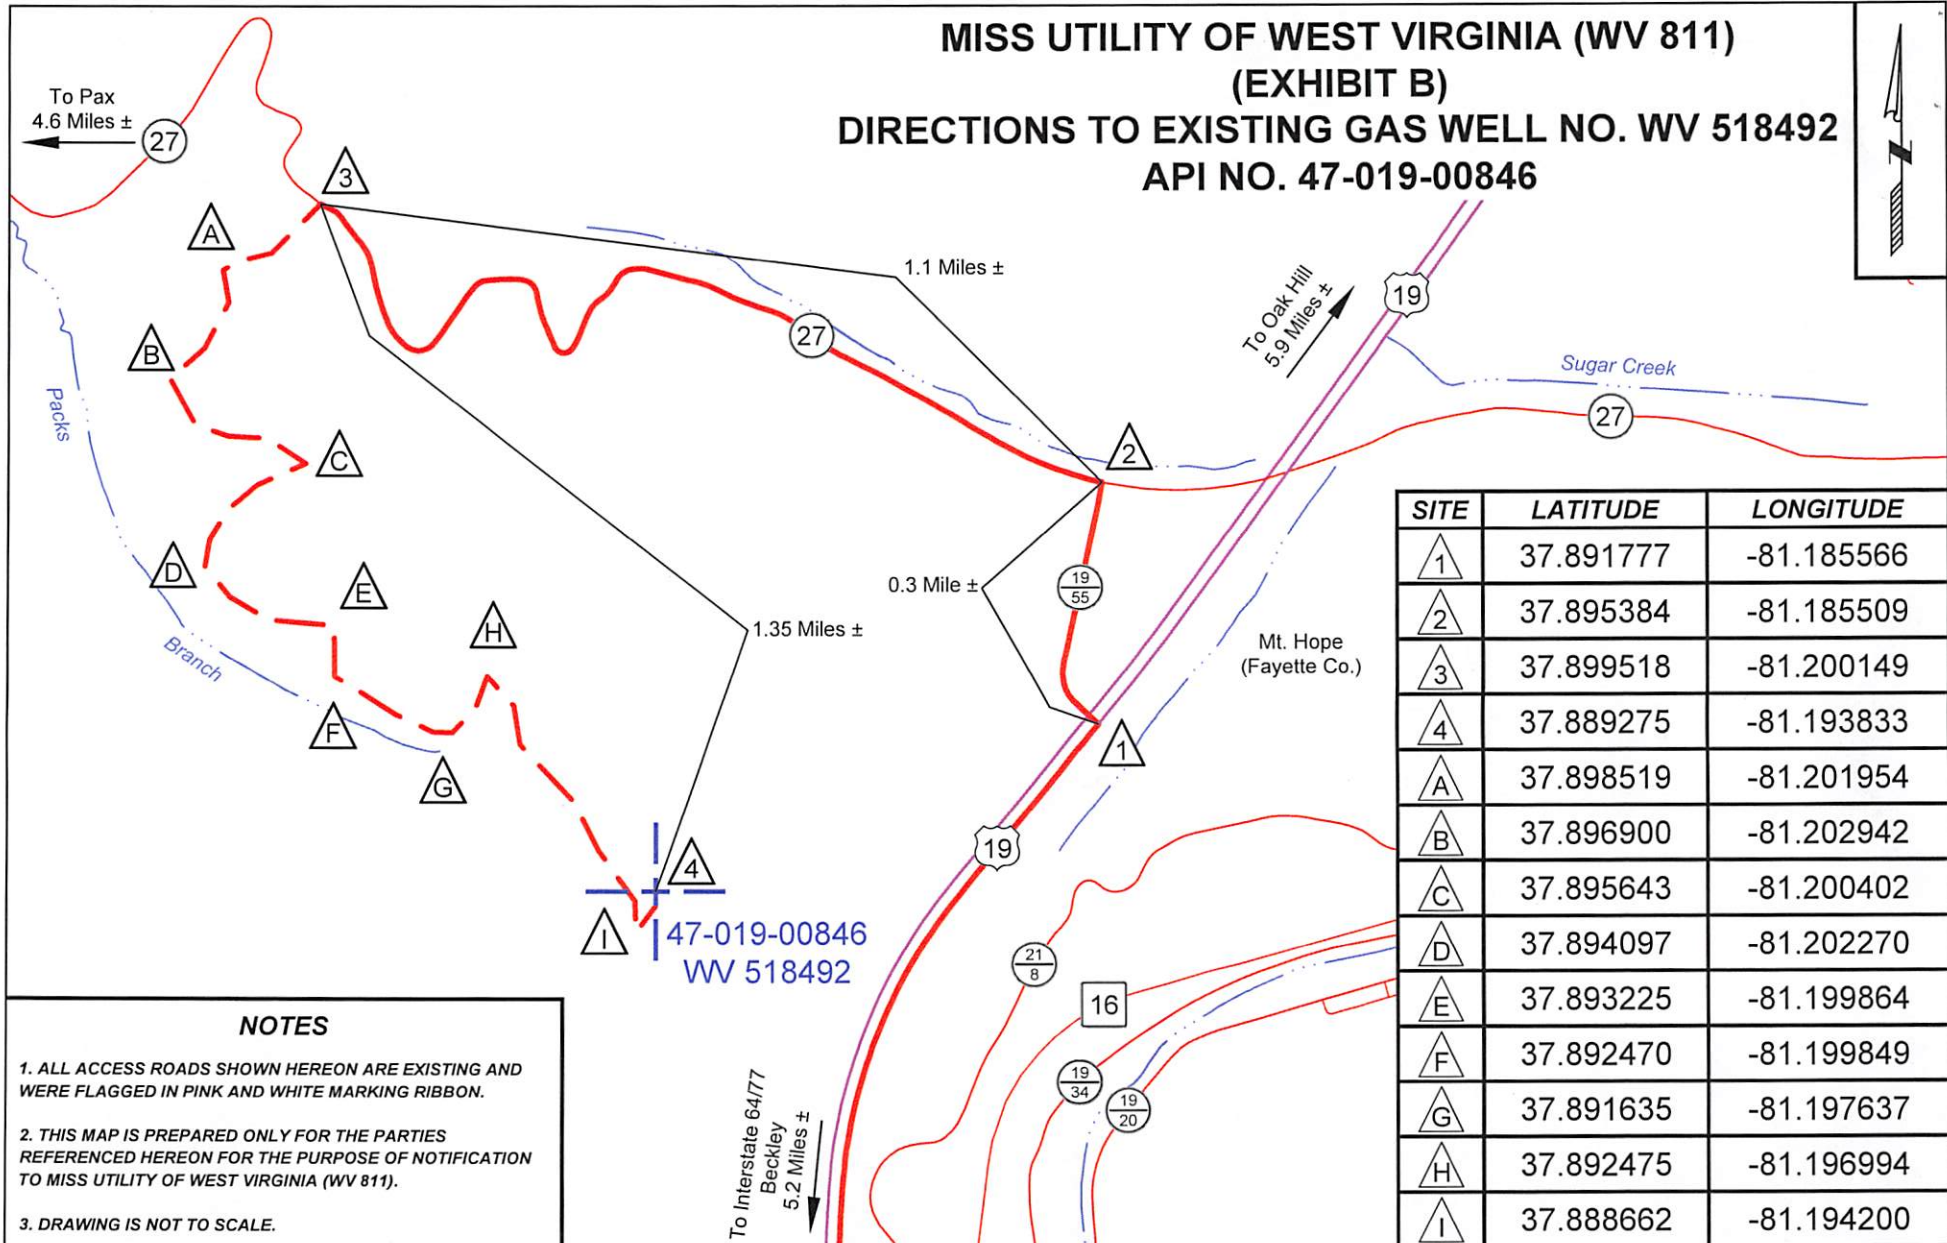 MISS UTILITY OF WEST VIRGINIA (WV 811)
(EXHIBIT B)
DIRECTIONS TO EXISTING GAS WELL NO. WV 518492
API NO. 47-019-00846
N
To Pax
4.6 Miles ±
27
3
A
B
C
D
E
F
G
H
I
4
47-019-00846
WV 518492
Packs
Branch
1.1 Miles ±
27
1.35 Miles ±
2
0.3 Mile ±
19
55
1
To Oak Hill
5.9 Miles ±
19
Sugar Creek
27
Mt. Hope
(Fayette Co.)
19
21
8
16
19
34
19
20
To Interstate 64/77
Beckley
5.2 Miles ±
SITE LATITUDE LONGITUDE
1 37.891777 -81.185566
2 37.895384 -81.185509
3 37.899518 -81.200149
4 37.889275 -81.193833
A 37.898519 -81.201954
B 37.896900 -81.202942
C 37.895643 -81.200402
D 37.894097 -81.202270
E 37.893225 -81.199864
F 37.892470 -81.199849
G 37.891635 -81.197637
H 37.892475 -81.196994
I 37.888662 -81.194200
NOTES
1. ALL ACCESS ROADS SHOWN HEREON ARE EXISTING AND
WERE FLAGGED IN PINK AND WHITE MARKING RIBBON.
2. THIS MAP IS PREPARED ONLY FOR THE PARTIES
REFERENCED HEREON FOR THE PURPOSE OF NOTIFICATION
TO MISS UTILITY OF WEST VIRGINIA (WV 811).
3. DRAWING IS NOT TO SCALE.